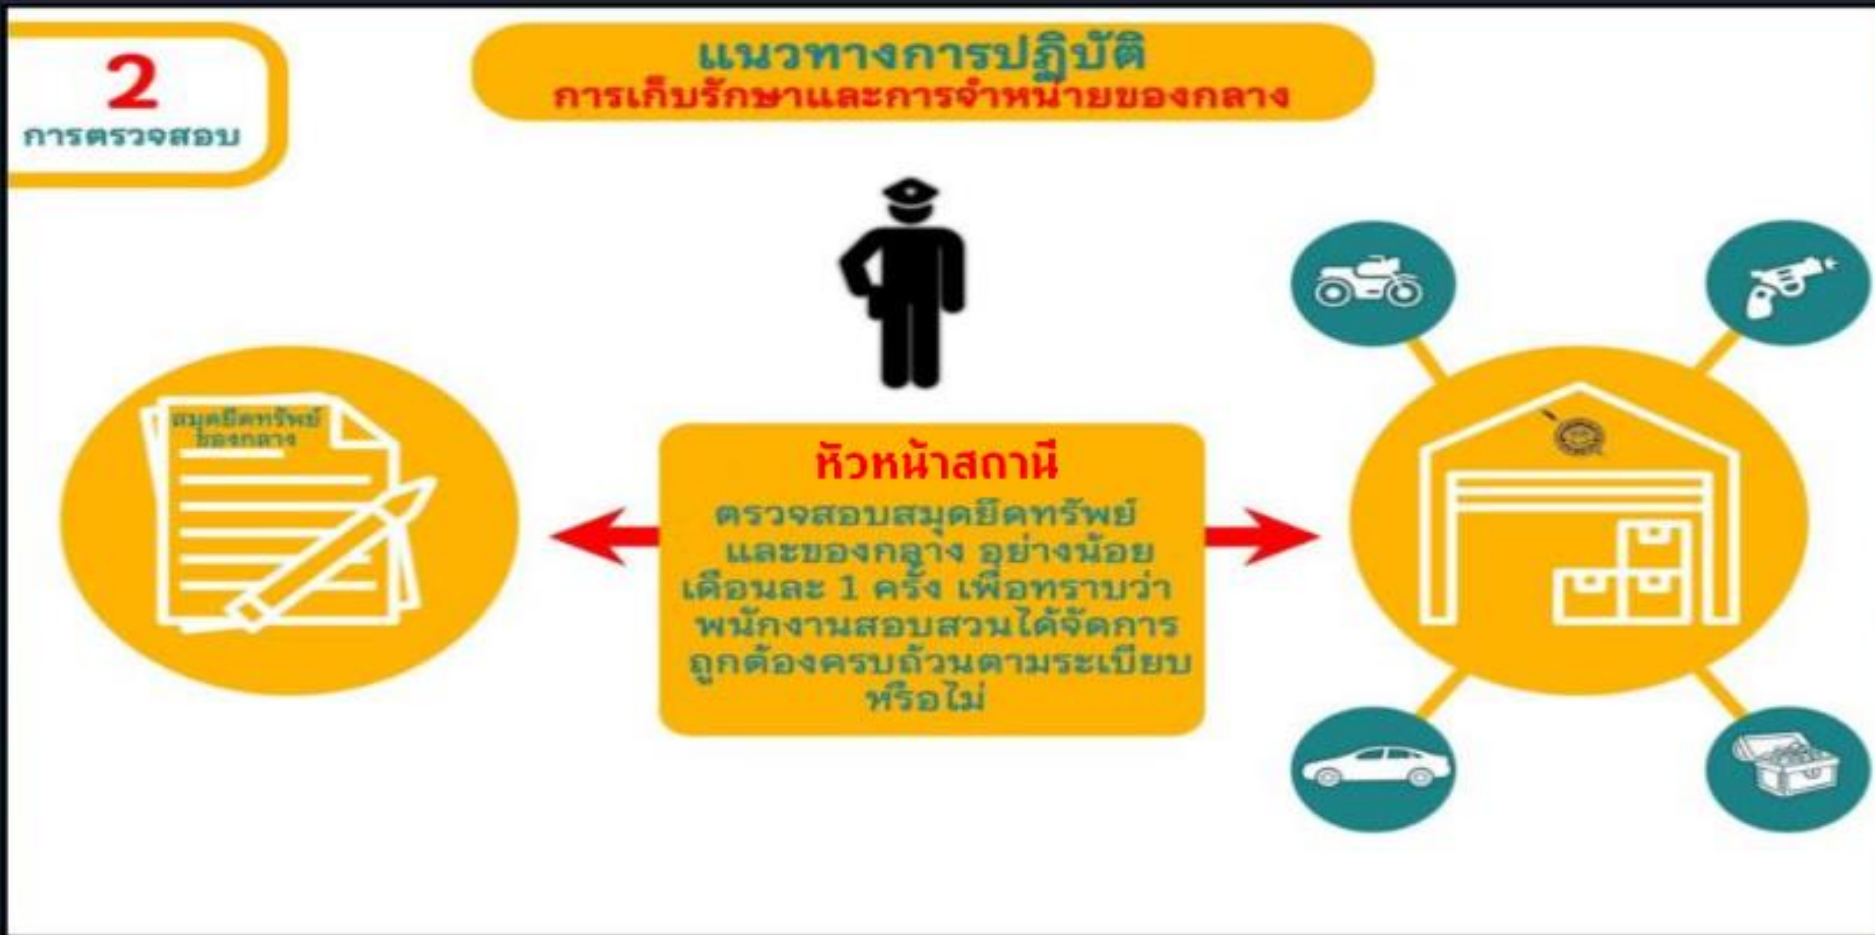 2
การตรวจสอบ
แนวทางการปฏิบัติ
การเก็บรักษาและการจำหน่ายของกลาง
สมุดยึดทรัพย์
ของกลาง
หัวหน้าสถานี
ตรวจสอบสมุดยึดทรัพย์
และของกลาง อย่างน้อย
เดือนละ 1 ครั้ง เพื่อทราบว่า
พนักงานสอบสวนได้จัดการ
ถูกต้องครบถ้วนตามระเบียบ
หรือไม่